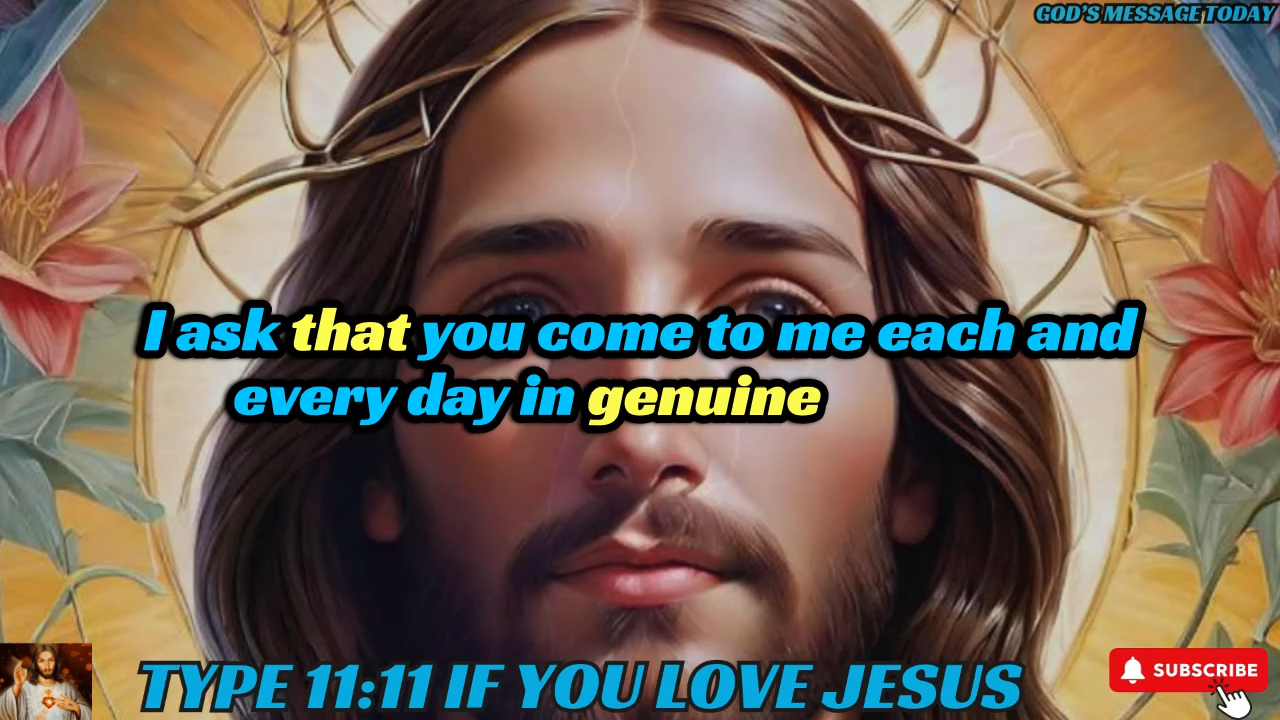 GOD'S MESSAGE TODAY
I ask that you come to me each and
every day in genuine
TYPE 11:11 IF YOU LOVE JESUS
SUBSCRIBE